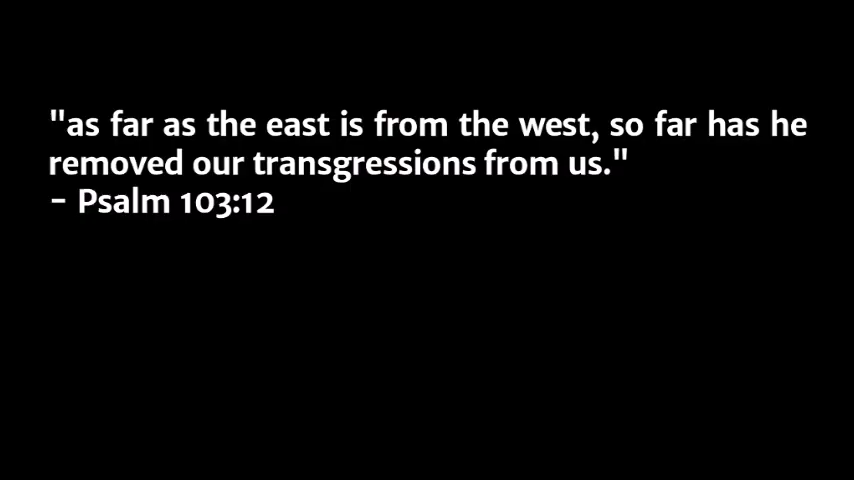 "as far as the east is from the west, so far has he
removed our transgressions from us."
- Psalm 103:12